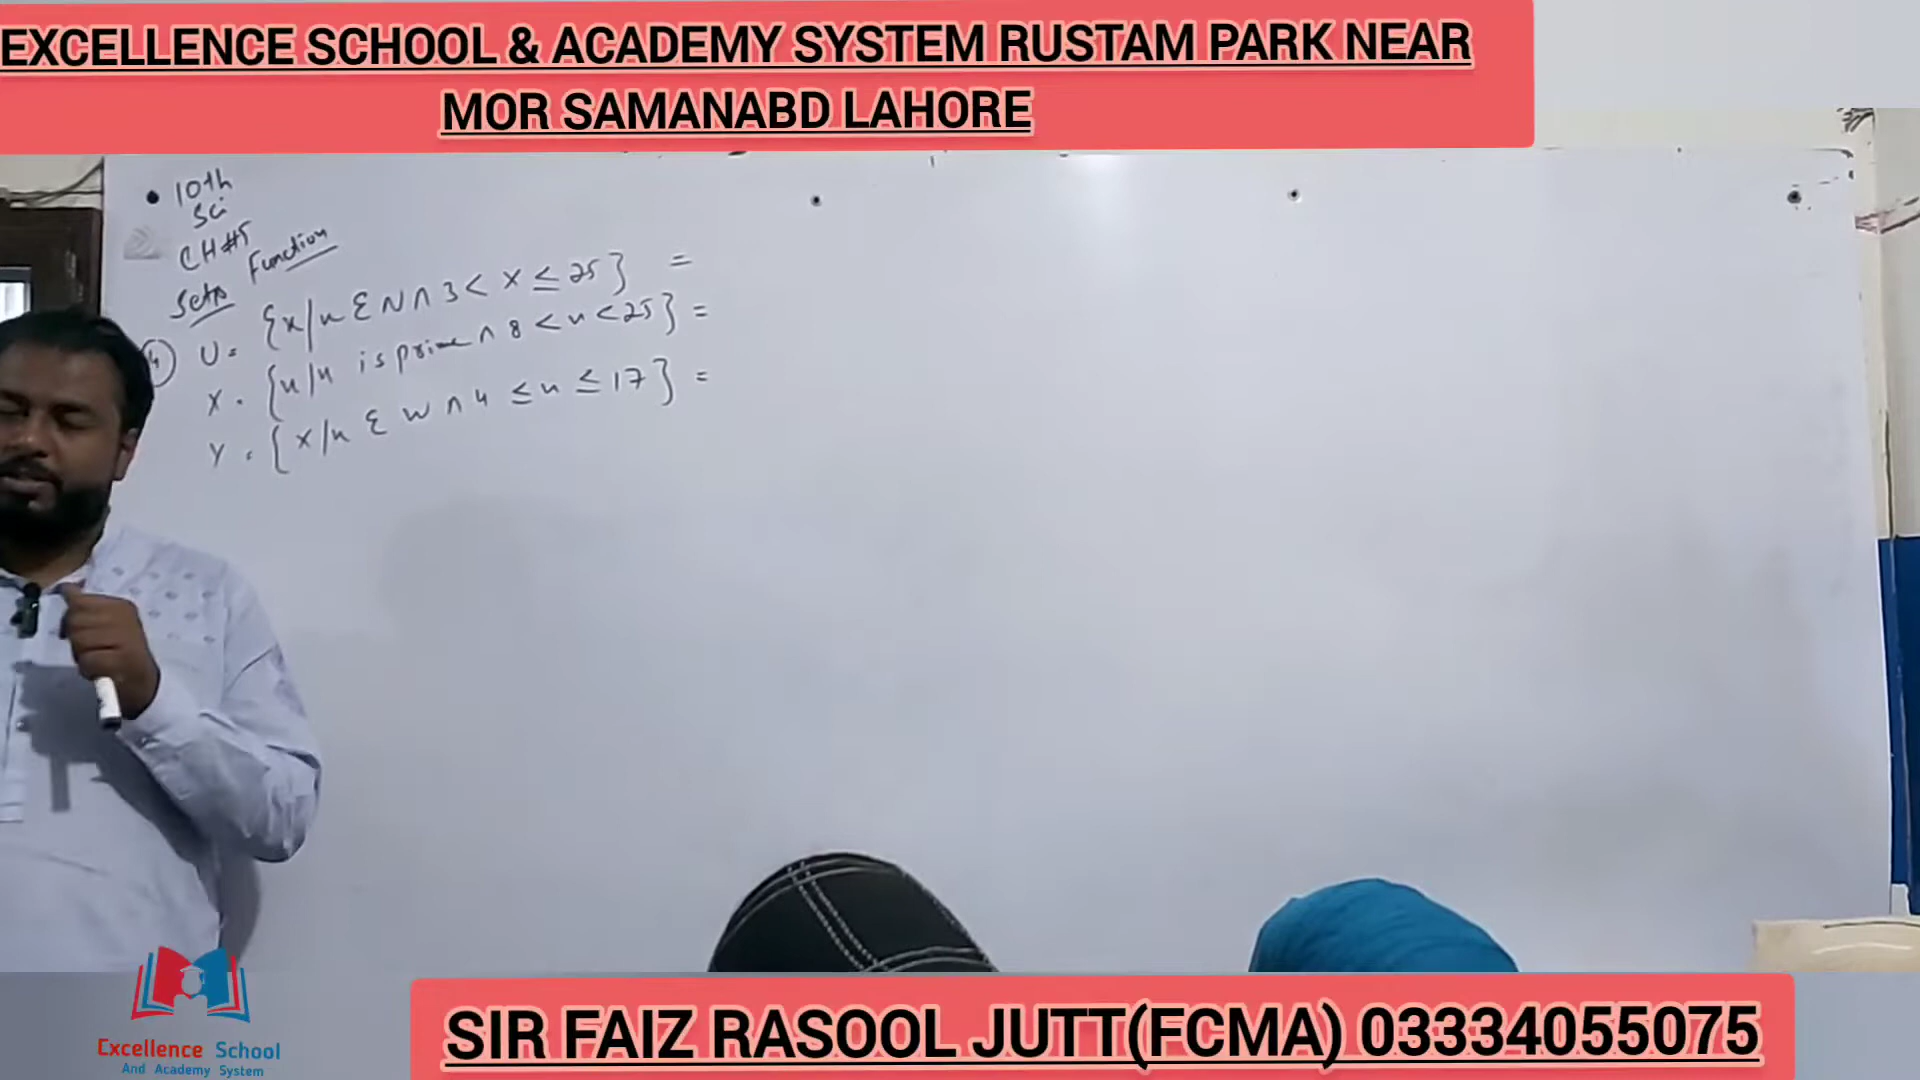 EXCELLENCE SCHOOL & ACADEMY SYSTEM RUSTAM PARK NEAR
MOR SAMANABD LAHORE
10th
Sci
CH#5
Sets Function
U = {x/x ∈ N ∧ 3 < x ≤ 25} =
X = {x/x is prime ∧ 8 < x < 25} =
Y = {x/x ∈ W ∧ 4 ≤ x ≤ 17} =
Excellence School
And Academy System
SIR FAIZ RASOOL JUTT(FCMA) 03334055075